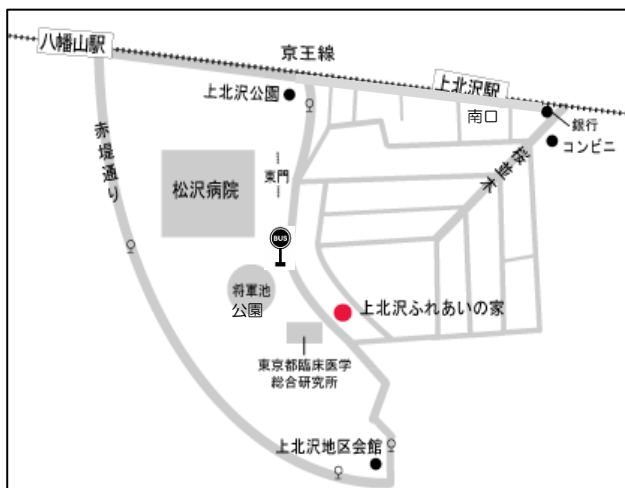 八幡山駅
京王線
上北沢公園
上北沢駅
南口
銀行
コンビニ
桜並木
赤堤通り
松沢病院
東門
BUS
将軍池
公園
上北沢ふれあいの家
東京都臨床医学
総合研究所
上北沢地区会館